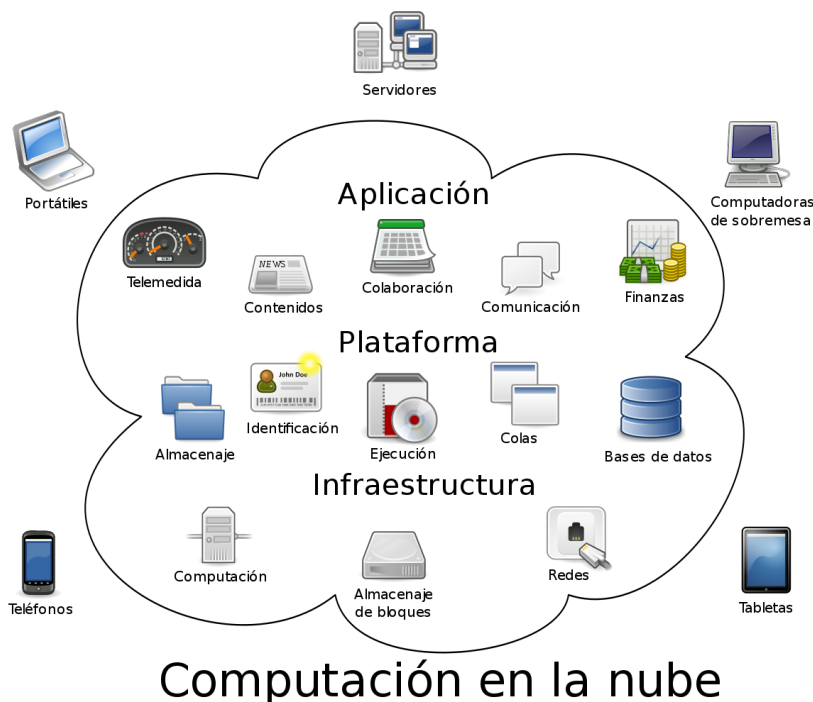 Servidores
Portátiles
Computadoras
de sobremesa
Aplicación
Telemedida
NEWS
Contenidos
Colaboración
Comunicación
Finanzas
Plataforma
Almacenaje
John Doe
Identificación
Ejecución
Colas
Bases de datos
Infraestructura
Computación
Almacenaje
de bloques
Redes
Teléfonos
Tabletas
Computación en la nube